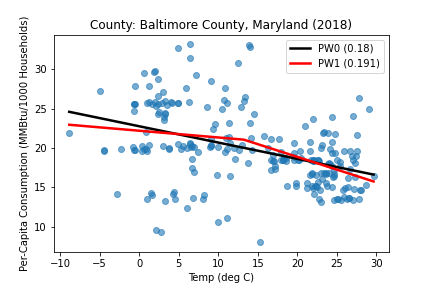 County: Baltimore County, Maryland (2018)
Per-Capita Consumption (MMBtu/1000 Households)
30
25
20
15
10
PW0 (0.18)
PW1 (0.191)
−10 −5 0 5 10 15 20 25 30
Temp (deg C)